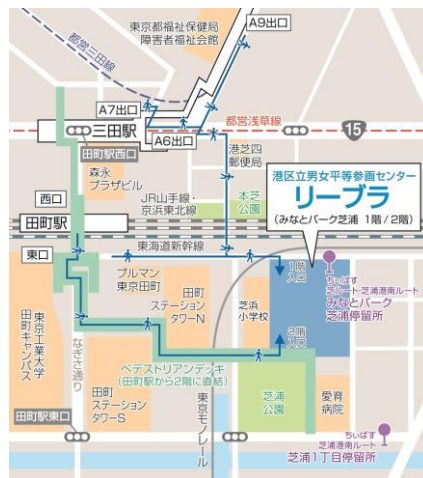 A9出口
東京都福祉保健局
障害者福祉会館
都営三田線
A7出口
都営浅草線
15
三田駅
A6出口
田町駅西口
港芝四
郵便局
森永
プラザビル
港区立男女平等参画センター
リーブラ
(みなとパーク芝浦 1階/2階)
西口
JR山手線・
京浜東北線
本芝
公園
田町駅
東海道新幹線
東口
1階
入口
ちぃばす
芝ルート・芝浦港南ルート
みなとパーク
芝浦停留所
プルマン
東京田町
田町
ステーション
タワーN
芝浜
小学校
2階
入口
東京工業大学
田町キャンパス
なぎさ通り
ペデストリアンデッキ
(田町駅から2階に直結)
田町
ステーション
タワーS
東京モノレール
芝浦
公園
愛育
病院
田町駅東口
ちぃばす
芝浦港南ルート
芝浦1丁目停留所